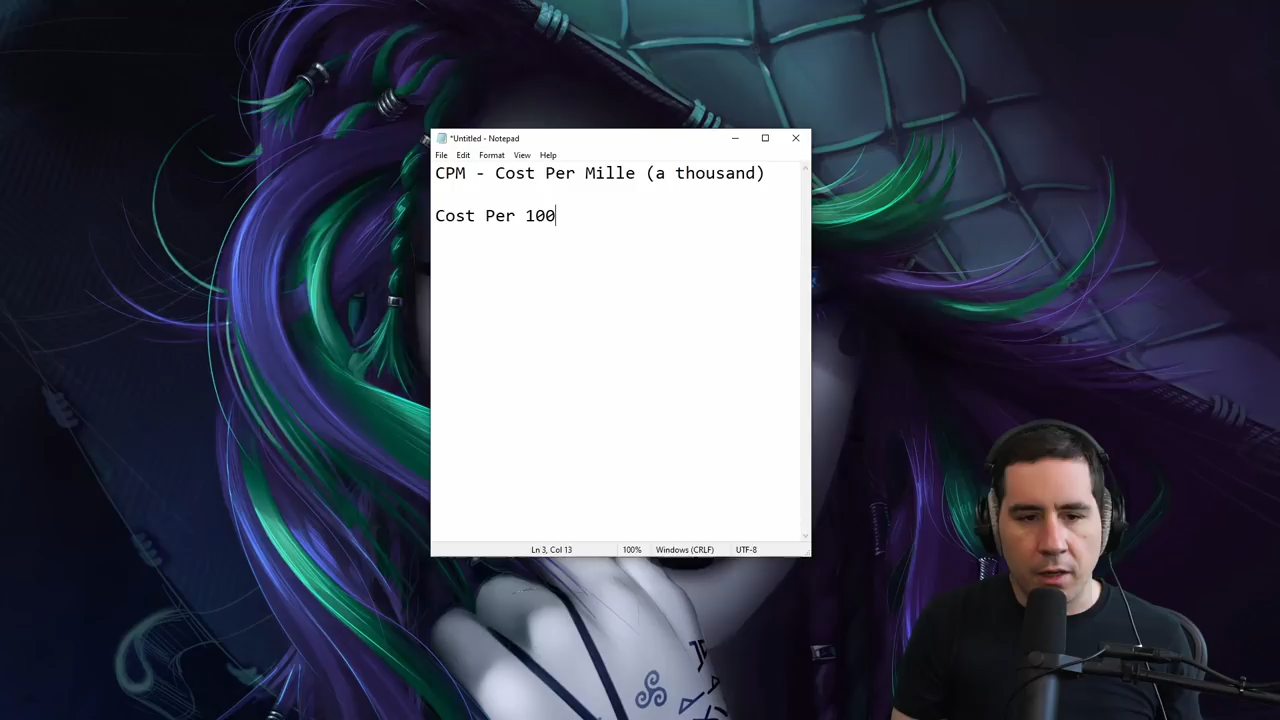 *Untitled - Notepad
File Edit Format View Help
CPM - Cost Per Mille (a thousand)
Cost Per 100
Ln 3, Col 13 100% Windows (CRLF) UTF-8